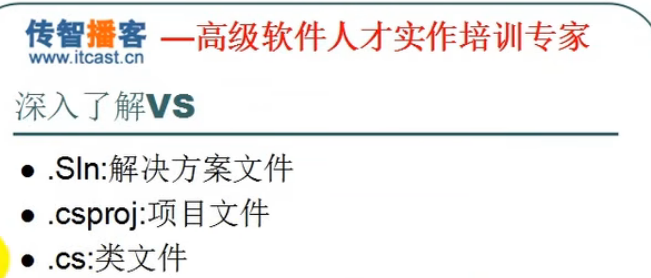 传智播客 —高级软件人才实作培训专家
www.itcast.cn
深入了解VS
.Sln:解决方案文件
.csproj:项目文件
.cs:类文件